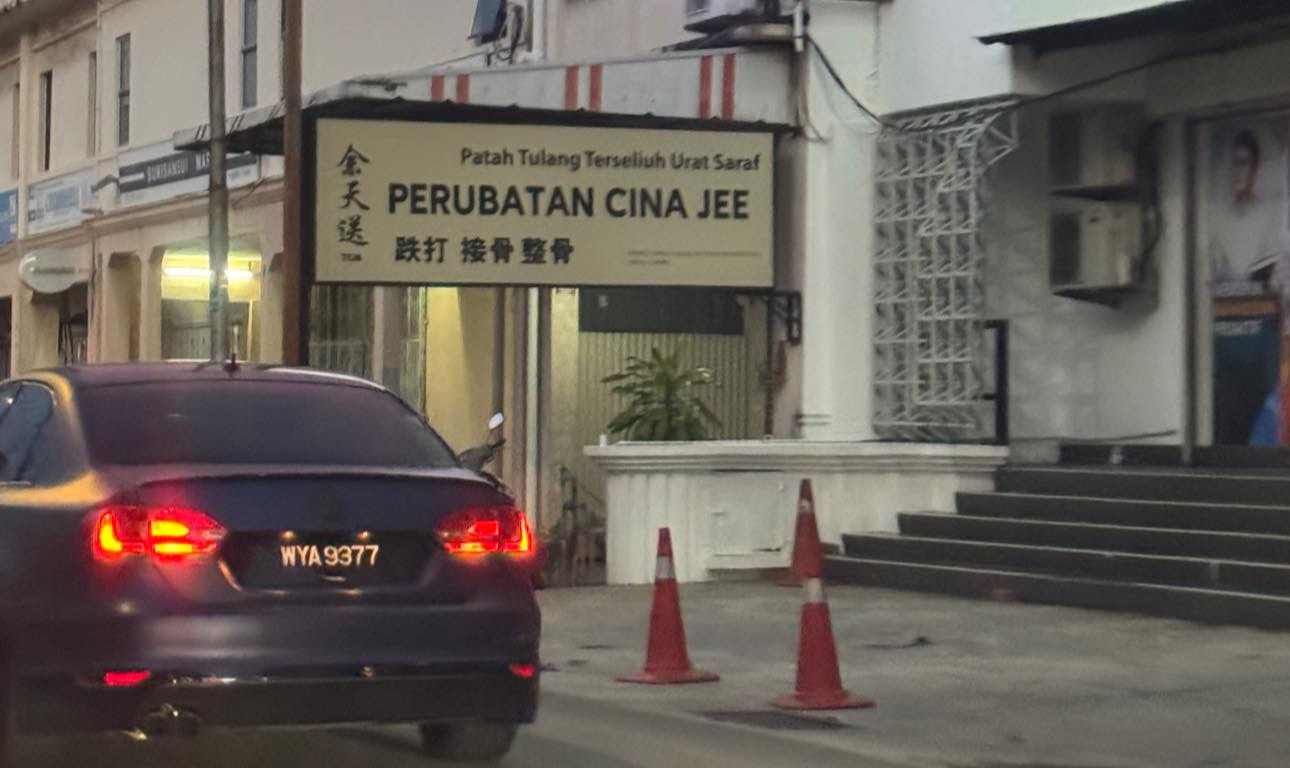 余天送
TCM
Patah Tulang Terseliuh Urat Saraf
PERUBATAN CINA JEE
跌打 接骨 整骨
WYA 9377